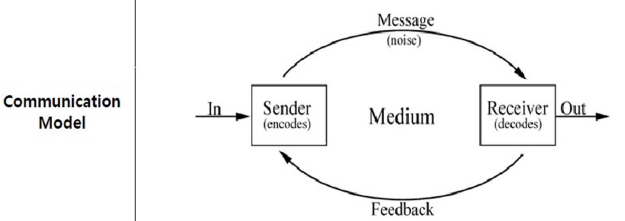 Communication
Model
Message
(noise)
In
Sender
(encodes)
Medium
Receiver
(decodes)
Out
Feedback